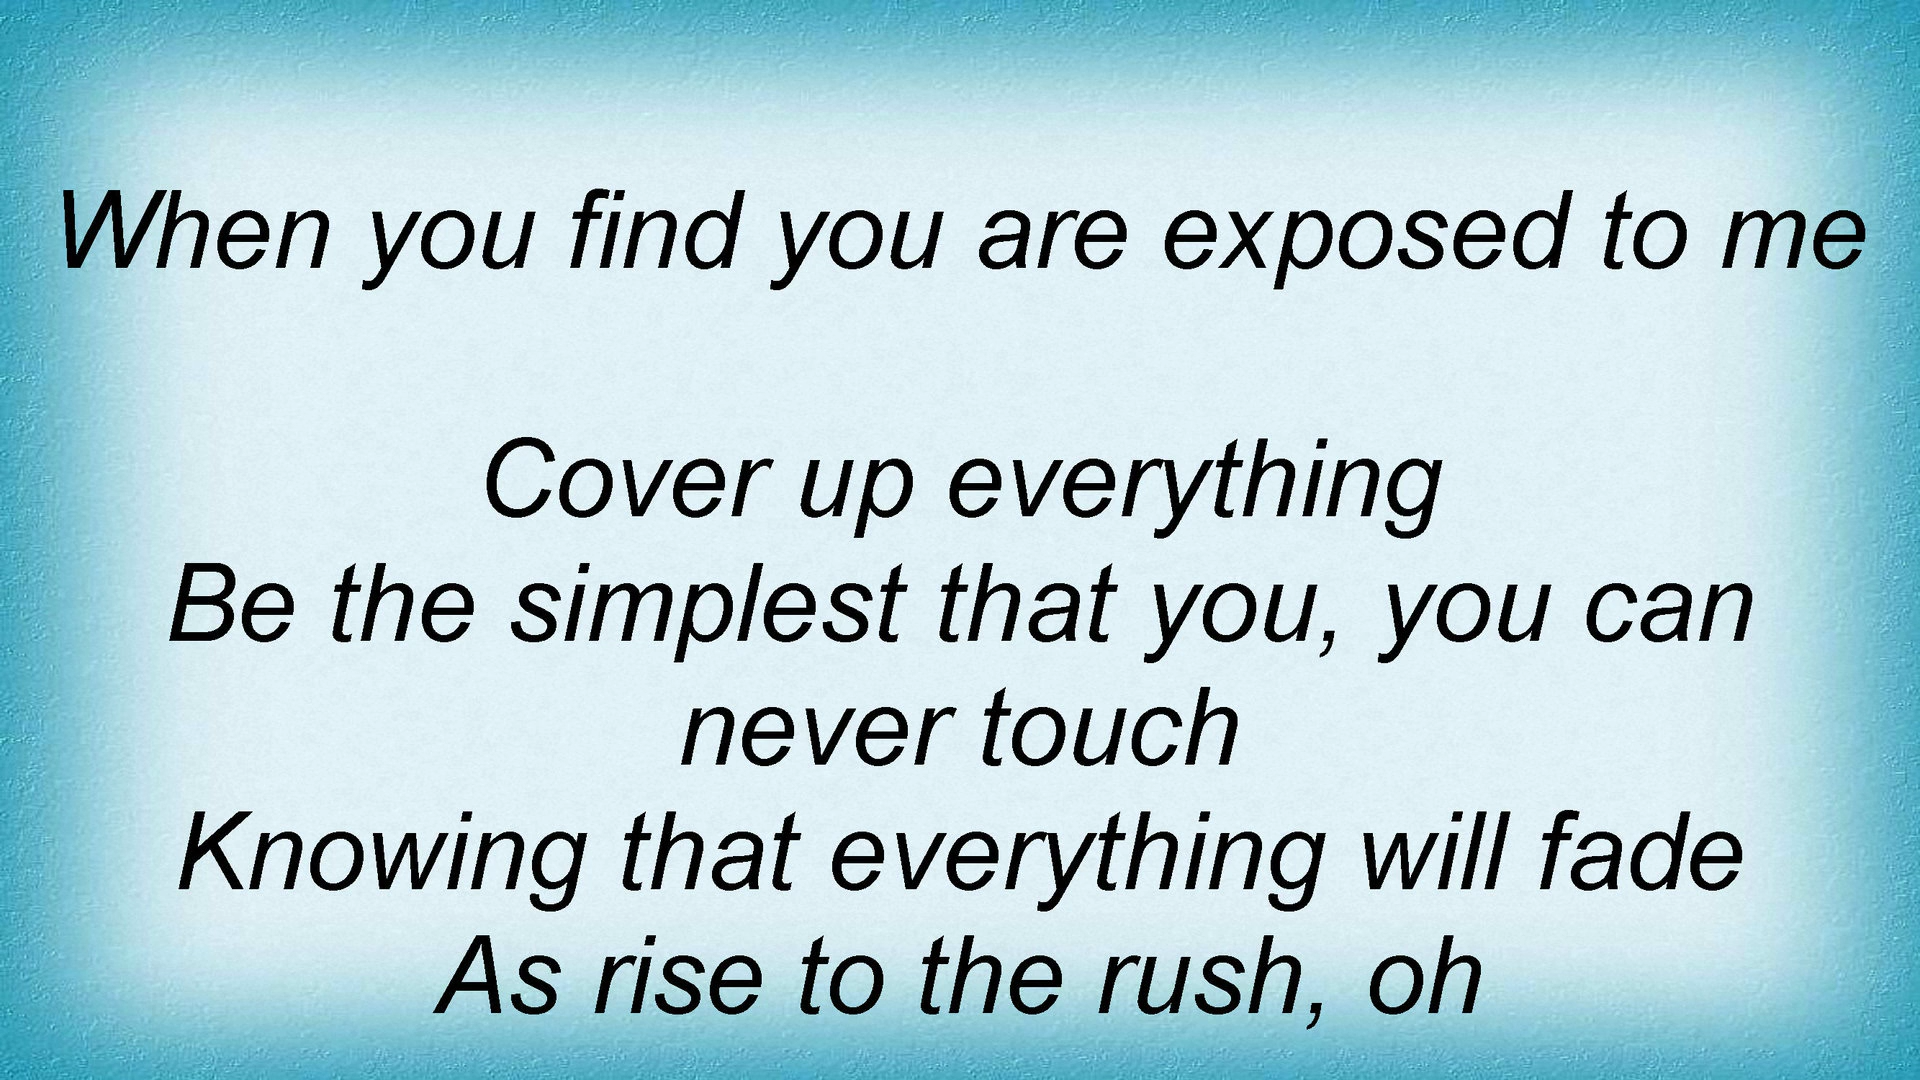 When you find you are exposed to me
Cover up everything
Be the simplest that you, you can
never touch
Knowing that everything will fade
As rise to the rush, oh